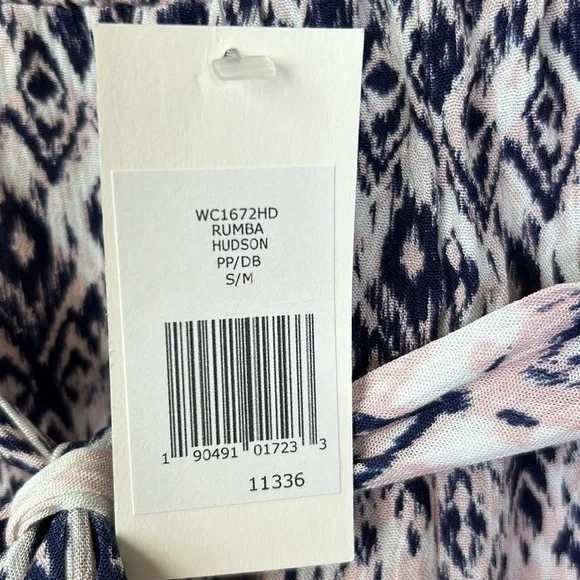 WC1672HD
RUMBA
HUDSON
PP/DB
S/M
1 90491 01723 3
11336